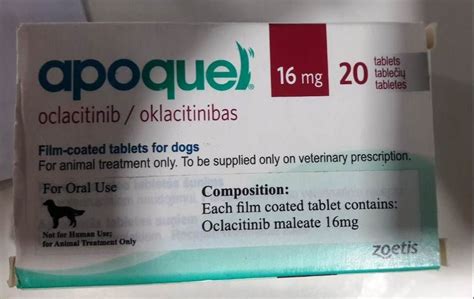 apoquel®
16 mg
20 tablets
tablečių
tabletes
oclacitinib / oklacitinibas
Film-coated tablets for dogs
For animal treatment only. To be supplied only on veterinary prescription.
For Oral Use
Not for Human Use;
for Animal Treatment Only
Composition:
Each film coated tablet contains:
Oclacitinib maleate 16mg
zoetis